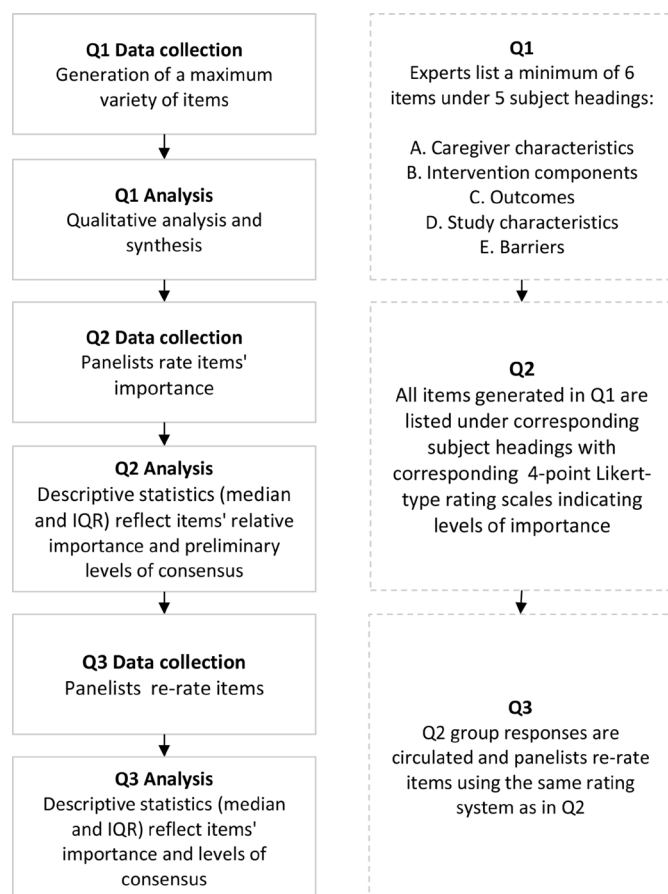 Q1 Data collection
Generation of a maximum
variety of items
Q1 Analysis
Qualitative analysis and
synthesis
Q2 Data collection
Panelists rate items'
importance
Q2 Analysis
Descriptive statistics (median
and IQR) reflect items' relative
importance and preliminary
levels of consensus
Q3 Data collection
Panelists  re-rate items
Q3 Analysis
Descriptive statistics (median
and IQR) reflect items'
importance and levels of
consensus
Q1
Experts list a minimum of 6
items under 5 subject headings:
A. Caregiver characteristics
B. Intervention components
C. Outcomes
D. Study characteristics
E. Barriers
Q2
All items generated in Q1 are
listed under corresponding
subject headings with
corresponding  4-point Likert-
type rating scales indicating
levels of importance
Q3
Q2 group responses are
circulated and panelists re-rate
items using the same rating
system as in Q2